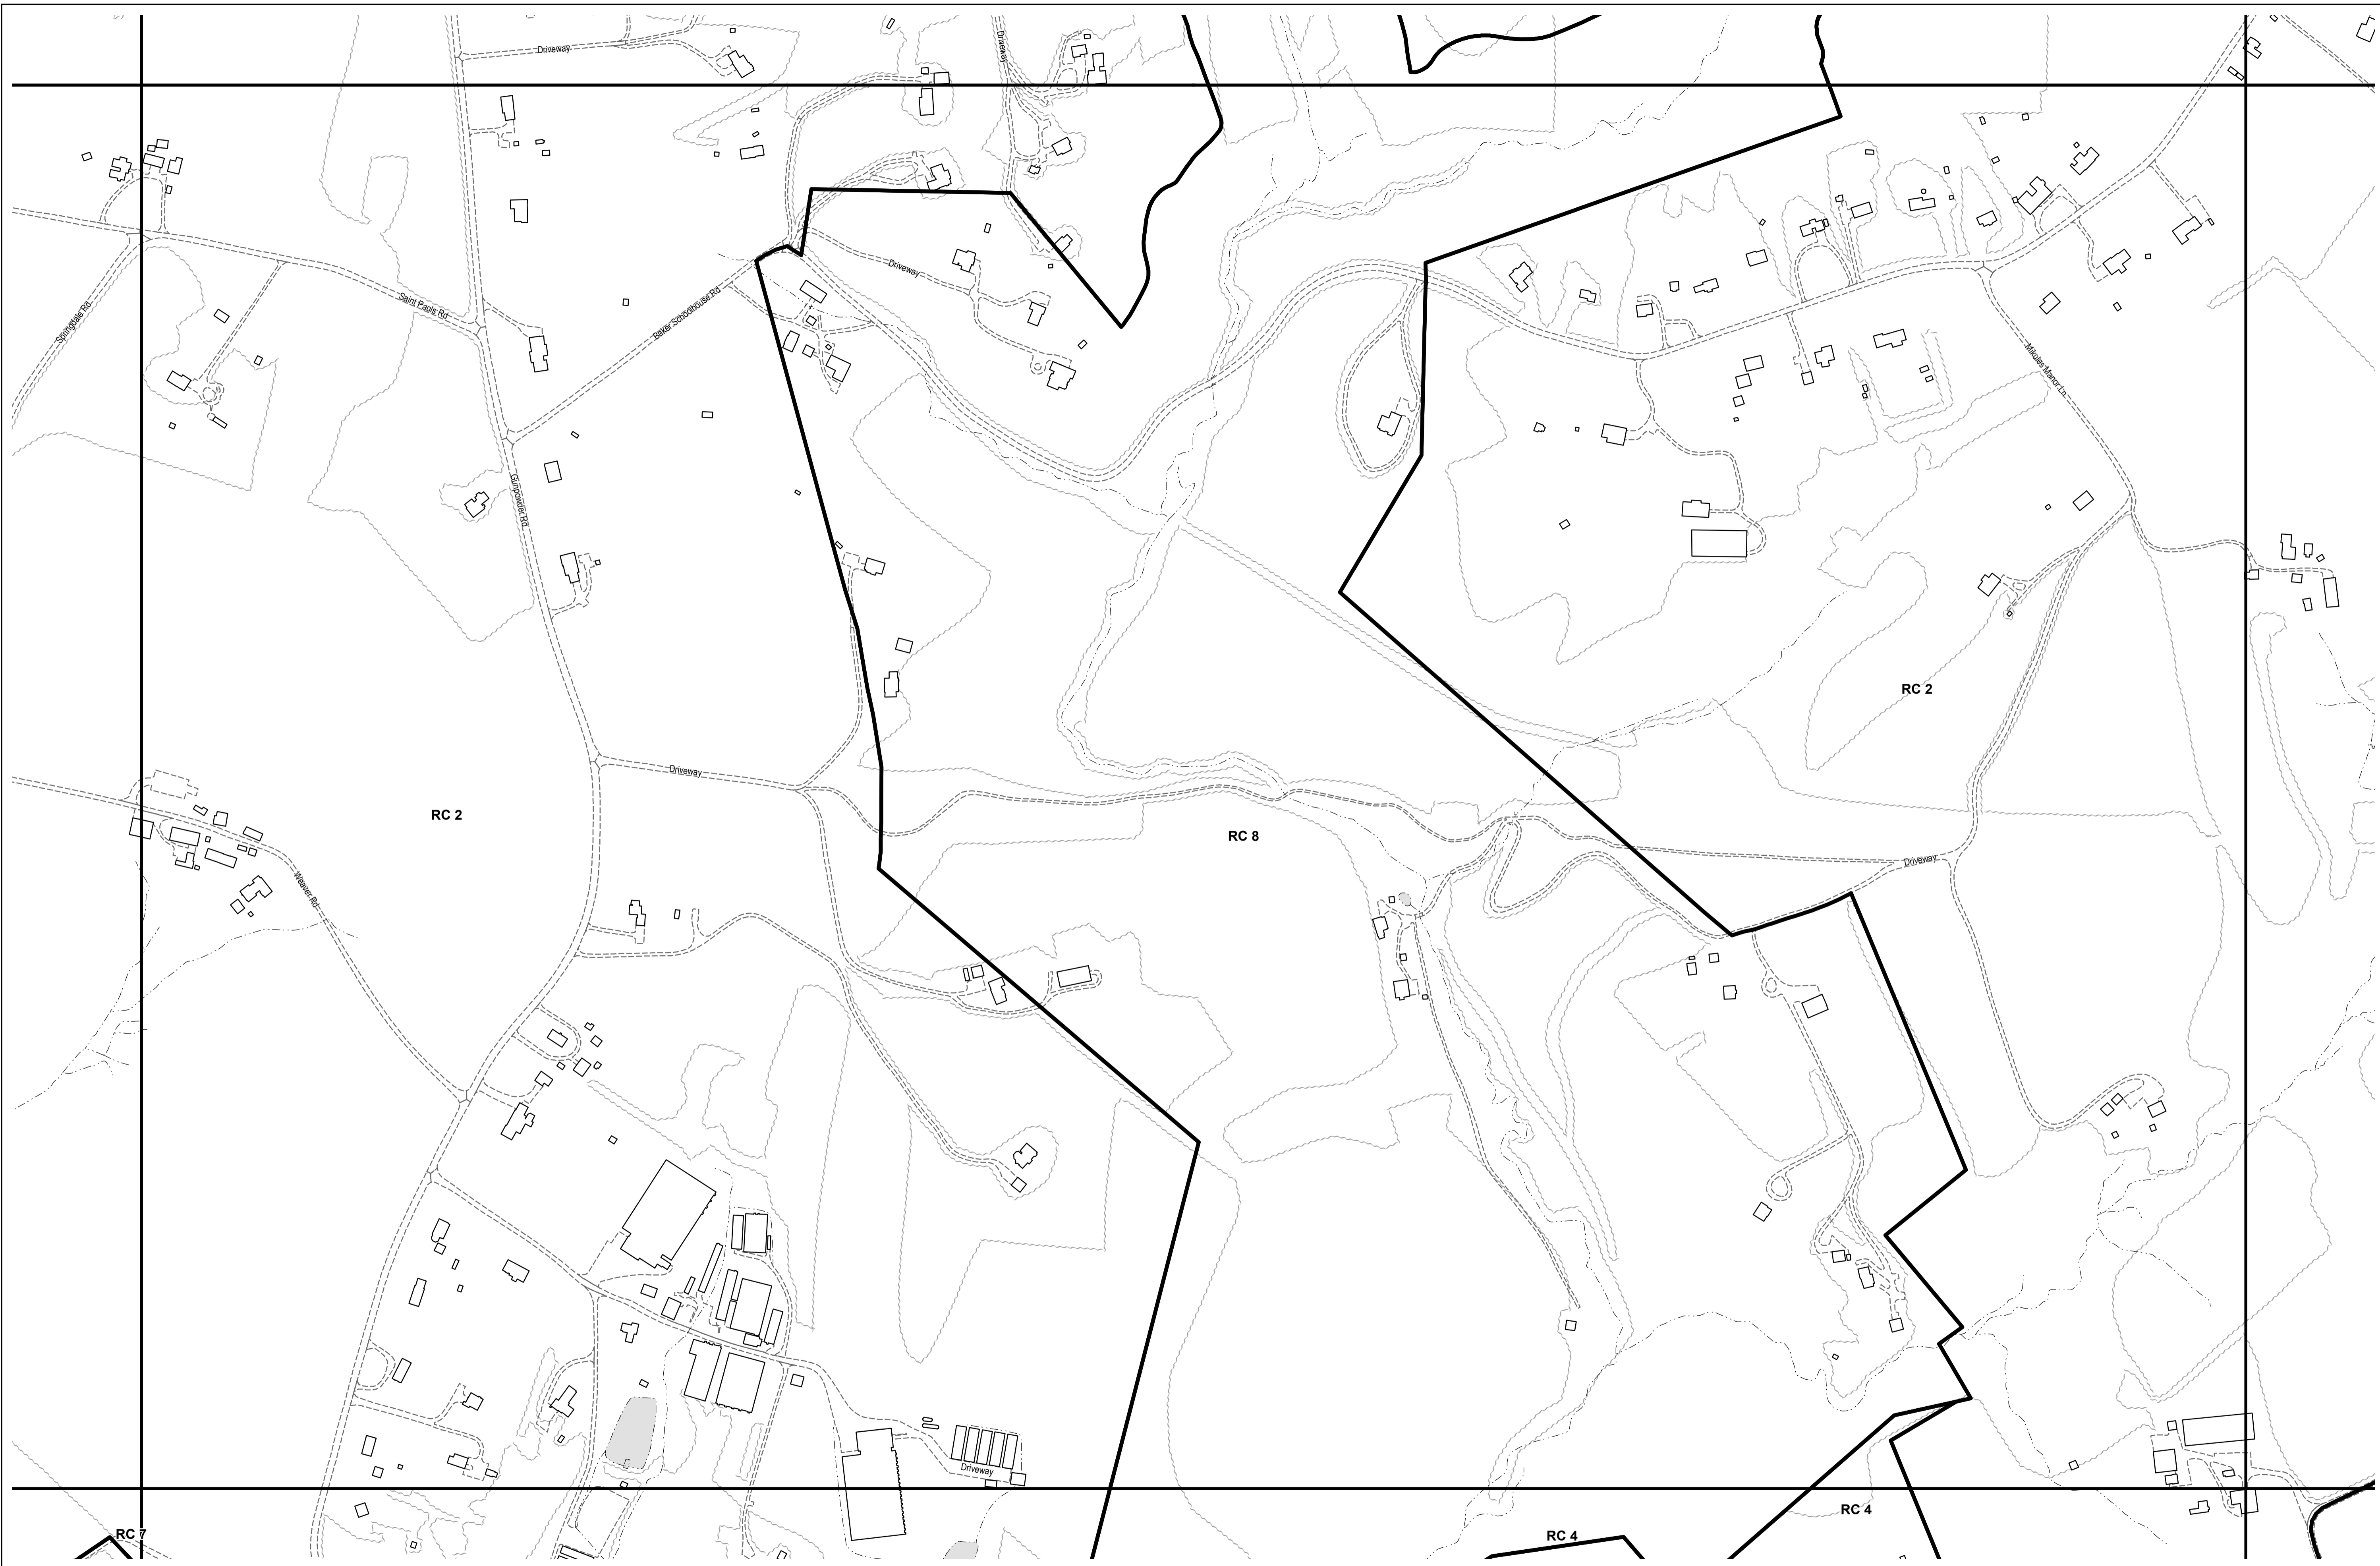 Driveway
Driveway
Driveway
Saint Pauls Rd
Springdale Rd
Baker Schoolhouse Rd
Mikules Manor Ln
Gunpowder Rd
RC 2
Driveway
RC 2
RC 8
Driveway
Weaver Rd
Driveway
RC 4
RC 7
RC 4